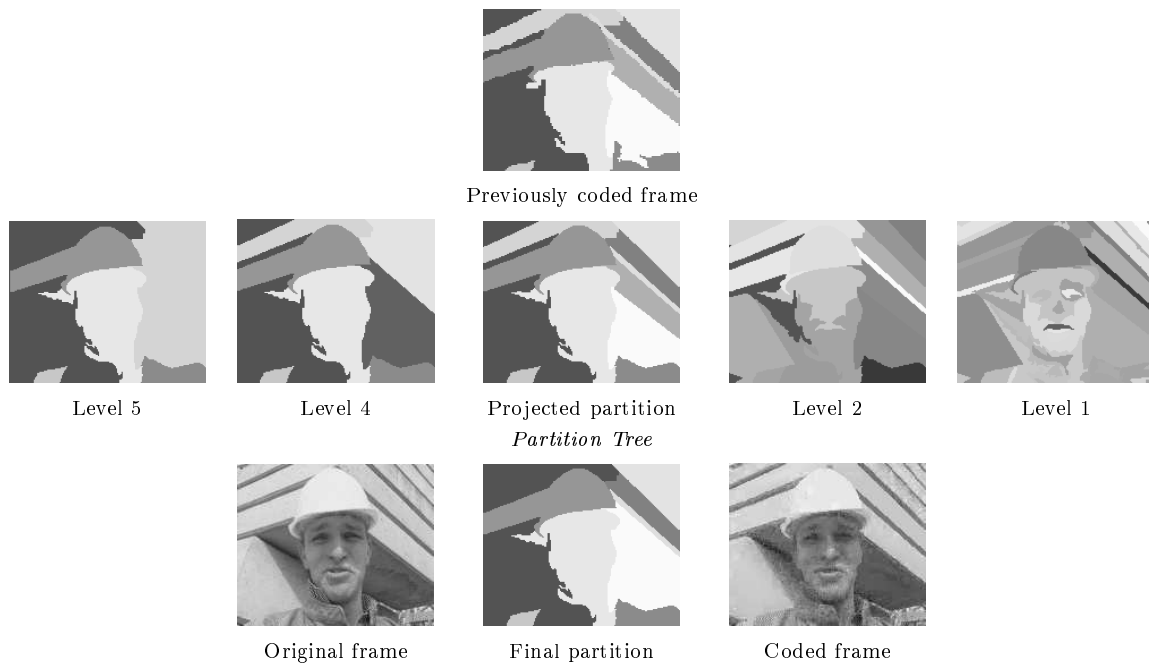 Previously coded frame
Level 5
Level 4
Projected partition
Level 2
Level 1
Partition Tree
Original frame
Final partition
Coded frame